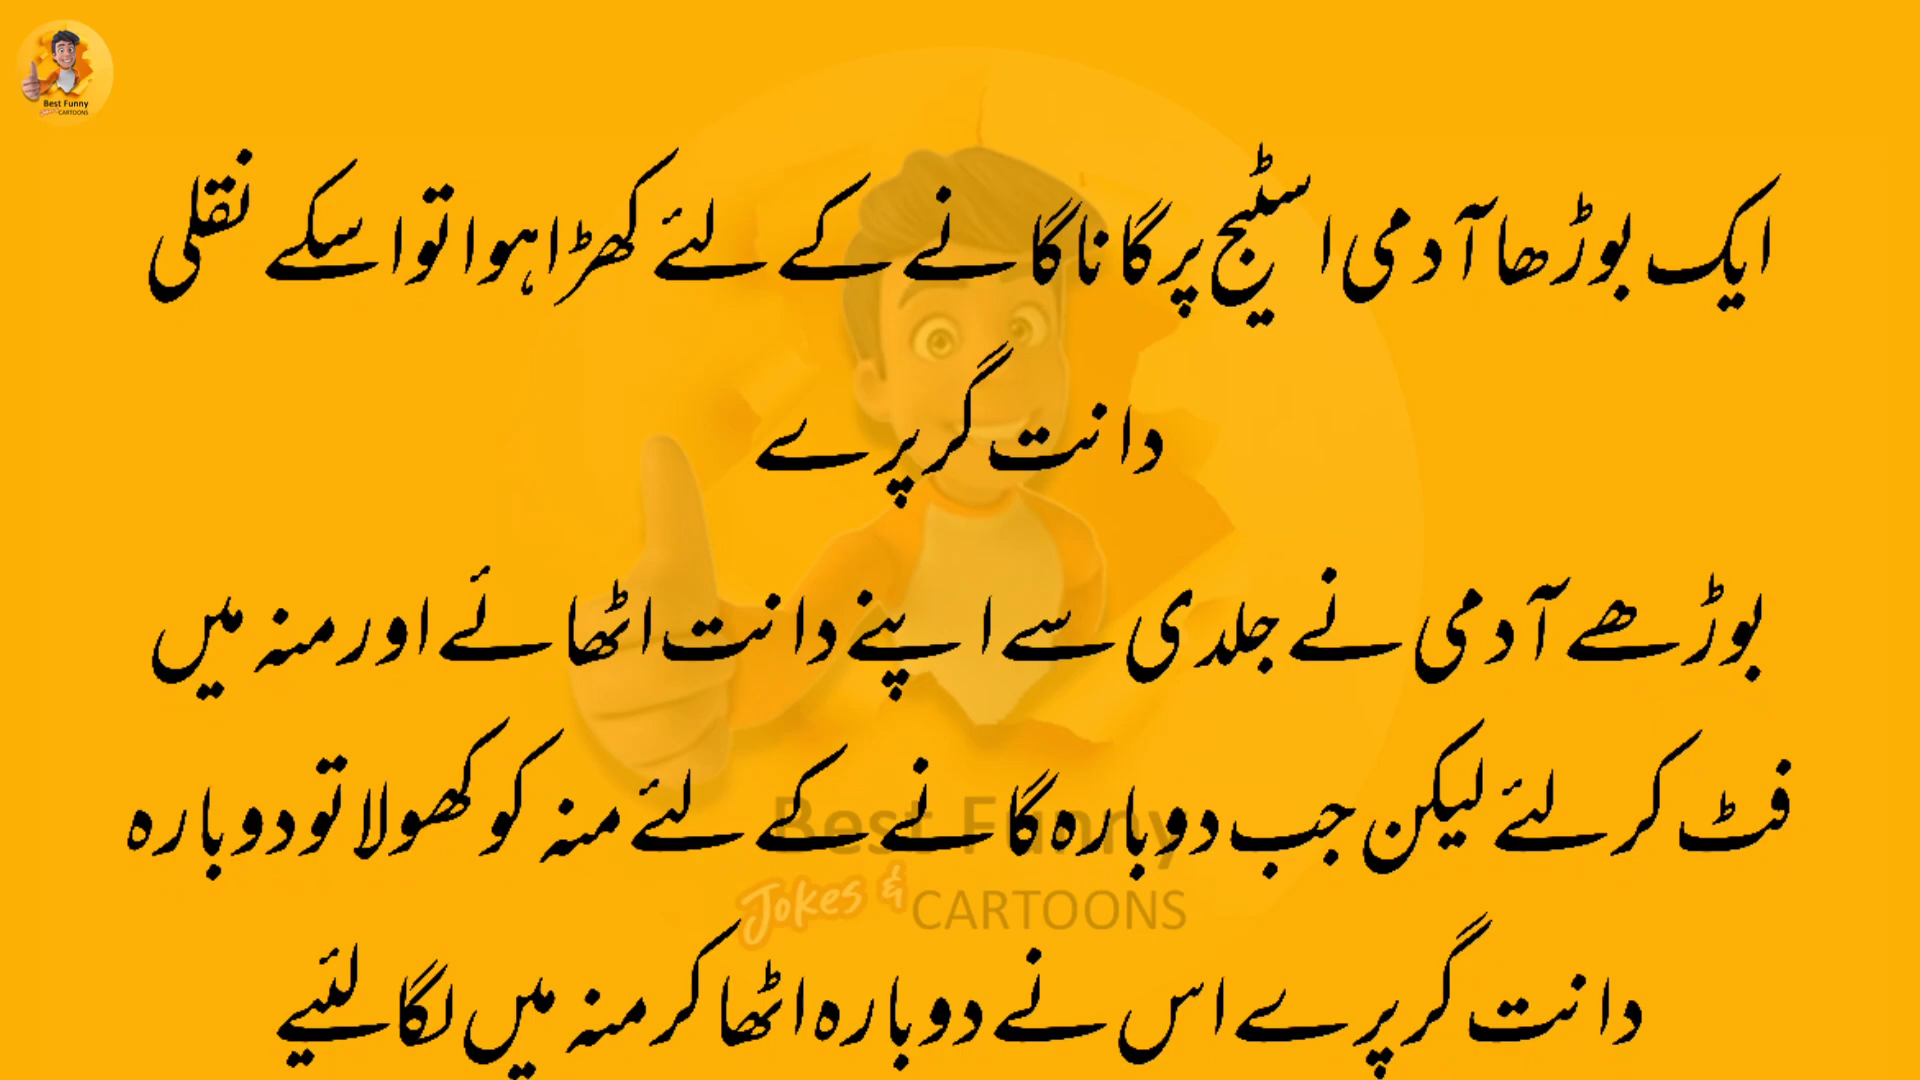 Best Funny
Jokes & CARTOONS
ایک بوڑھا آدمی اسٹیج پر گانا گانے کے لئے کھڑا ہوا تو اسکے نقلی
دانت گر پرے
بوڑھے آدمی نے جلدی سے اپنے دانت اٹھائے اور منہ میں
فٹ کر لئے لیکن جب دوبارہ گانے کے لئے منہ کو کھولا تو دوبارہ
Best Funny
Jokes & CARTOONS
دانت گر پرے اس نے دوبارہ اٹھا کر منہ میں لگا لئیے